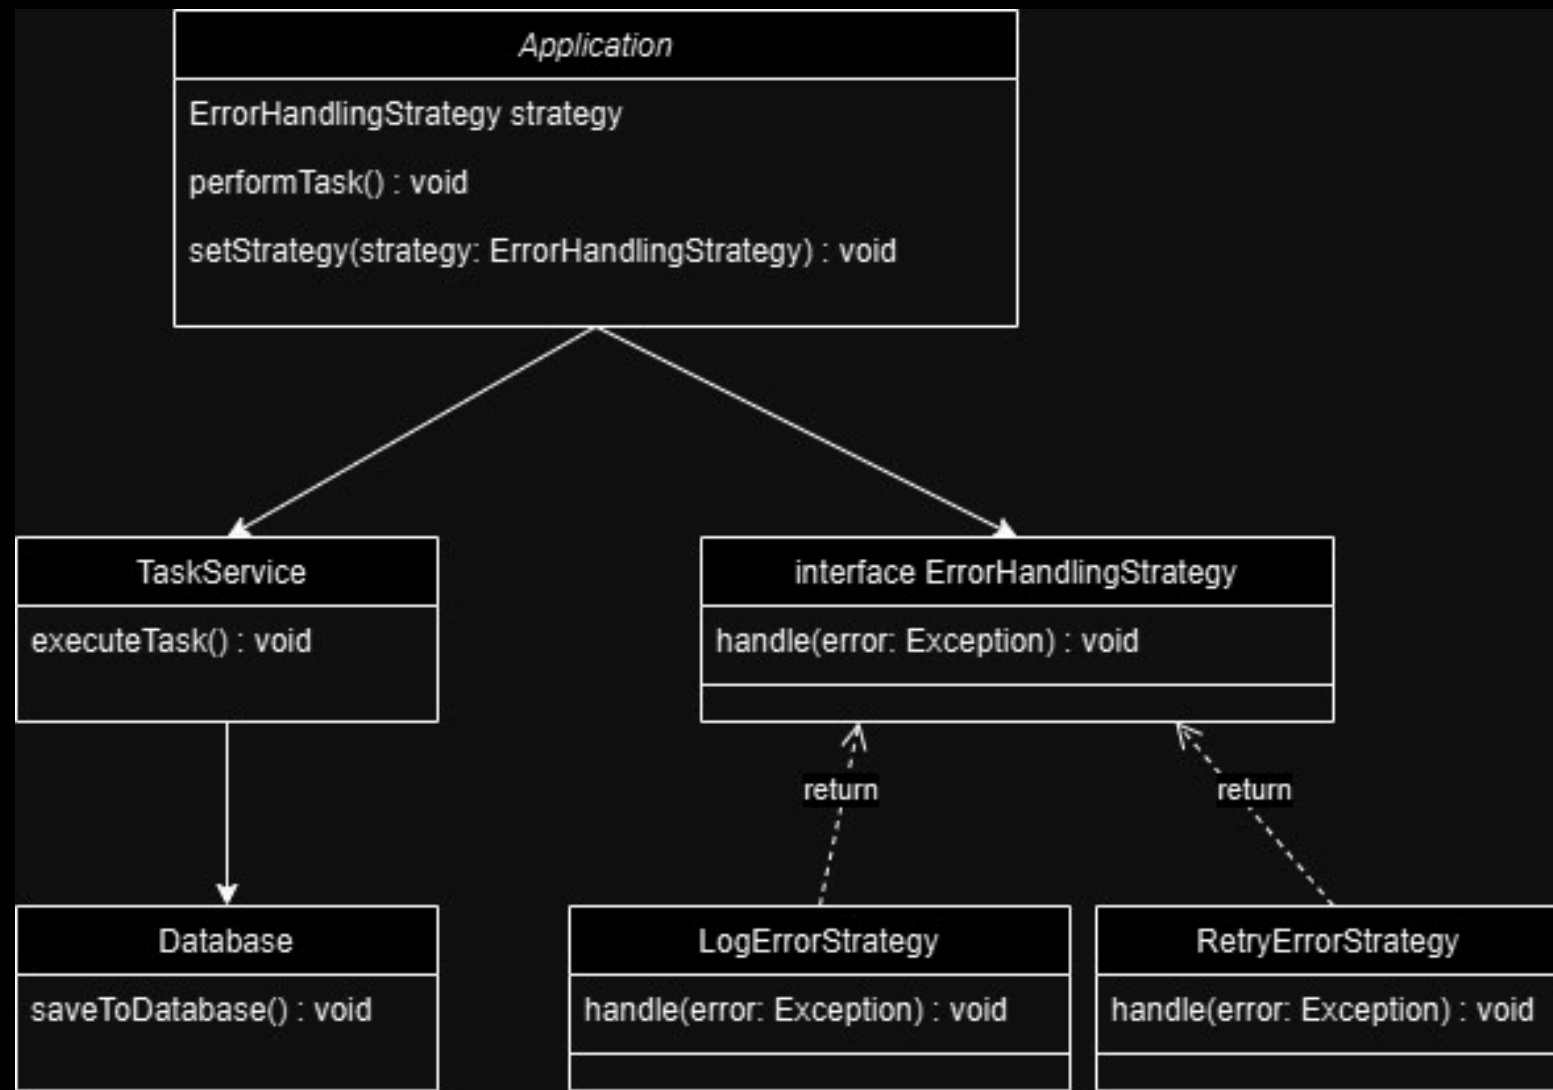 Application
ErrorHandlingStrategy strategy
performTask() : void
setStrategy(strategy: ErrorHandlingStrategy) : void
TaskService
executeTask() : void
interface ErrorHandlingStrategy
handle(error: Exception) : void
return
return
Database
saveToDatabase() : void
LogErrorStrategy
handle(error: Exception) : void
RetryErrorStrategy
handle(error: Exception) : void